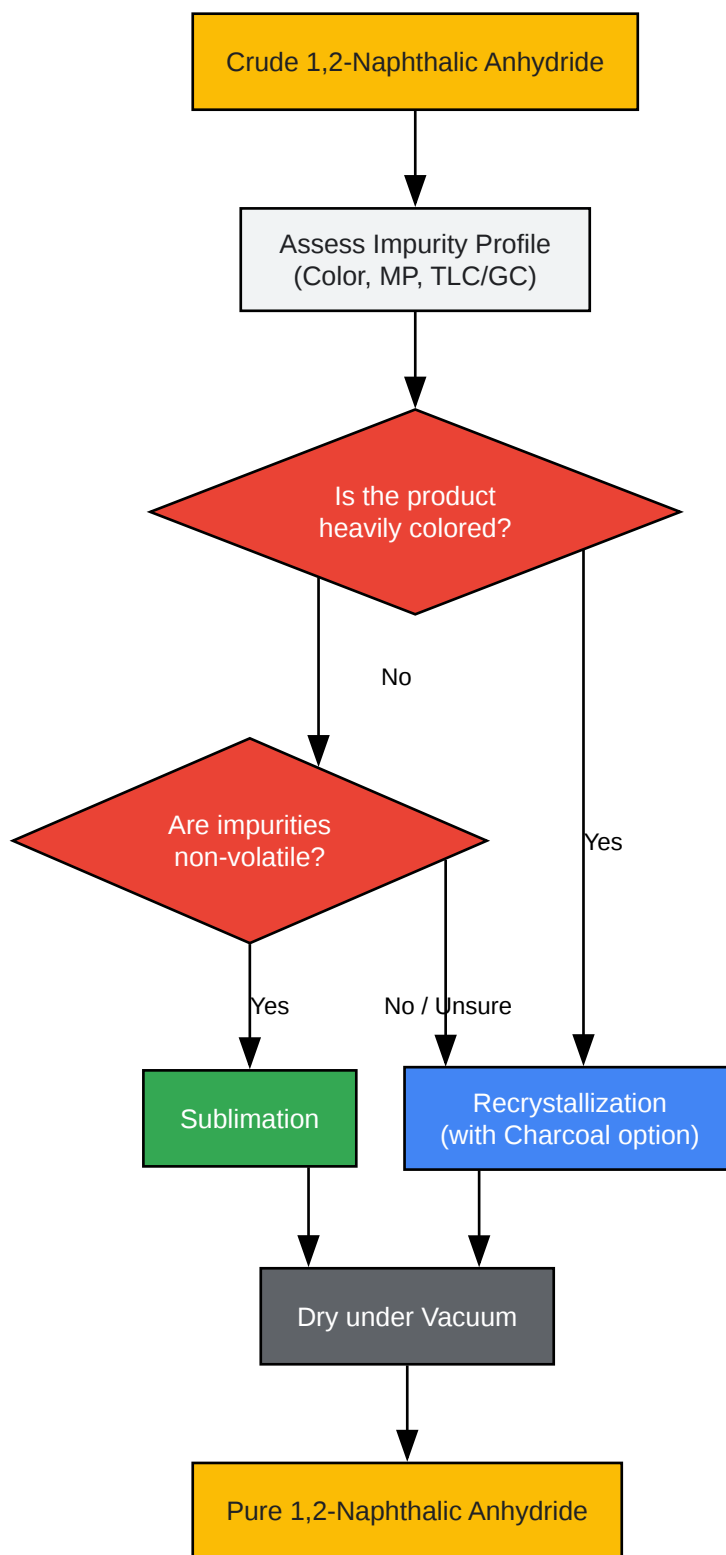 Crude 1,2-Naphthalic Anhydride
Assess Impurity Profile
(Color, MP, TLC/GC)
Is the product
heavily colored?
No
Are impurities
non-volatile?
Yes
Yes
No / Unsure
Sublimation
Recrystallization
(with Charcoal option)
Dry under Vacuum
Pure 1,2-Naphthalic Anhydride